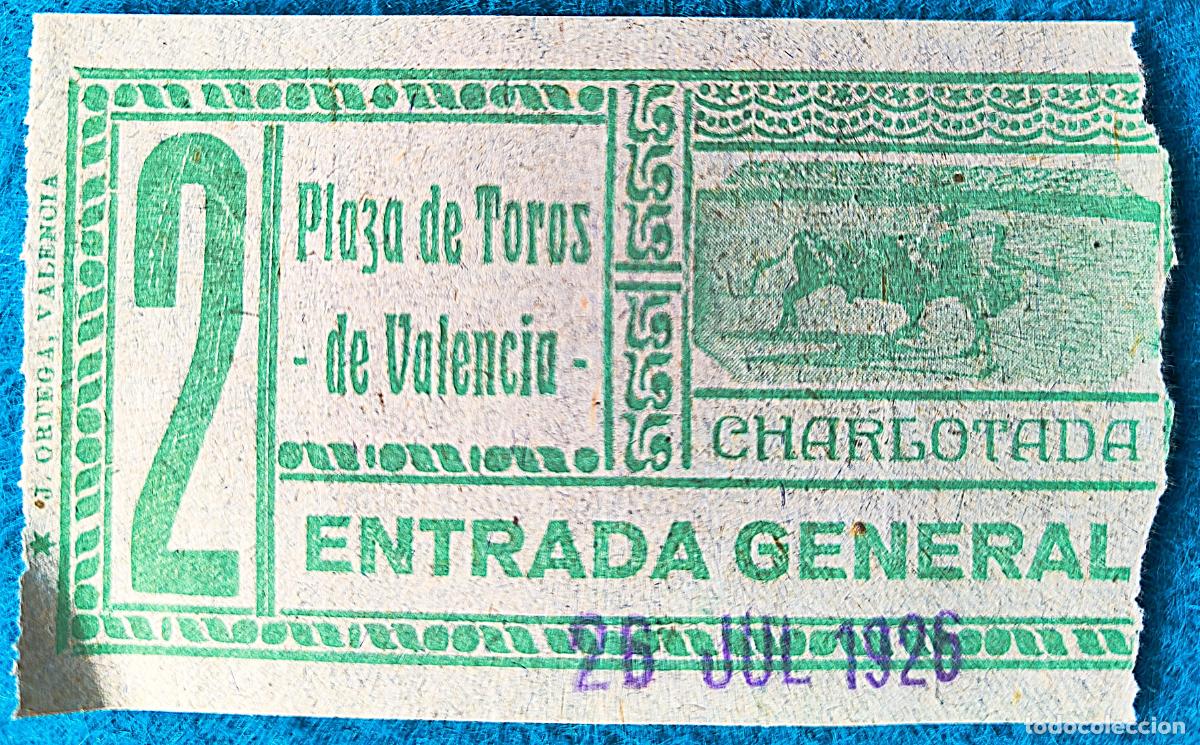 2
Plaza de Toros
- de Valencia -
CHARLOTADA
ENTRADA GENERAL
26 JUL 1926
★ J. ORTEGA, VALENCIA
todocoleccion